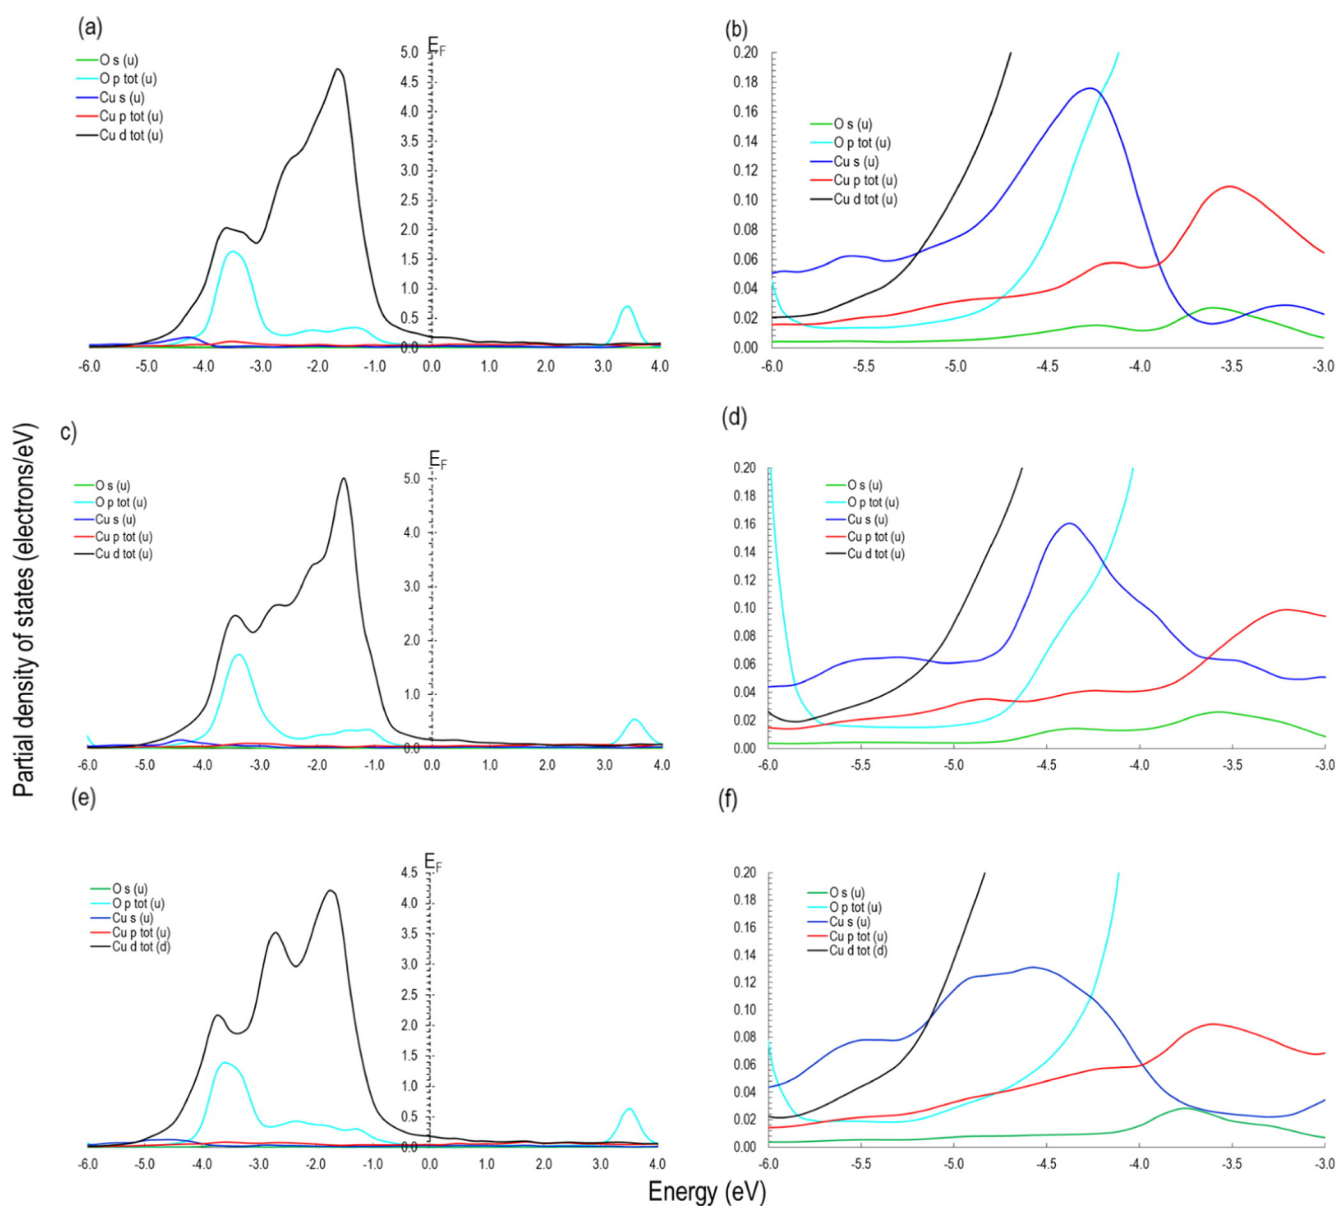 (a)
E_F
O s (u)
O p tot (u)
Cu s (u)
Cu p tot (u)
Cu d tot (u)
5.0
4.5
4.0
3.5
3.0
2.5
2.0
1.5
1.0
0.5
0.0
-6.0 -5.0 -4.0 -3.0 -2.0 -1.0 0.0 1.0 2.0 3.0 4.0
(b)
O s (u)
O p tot (u)
Cu s (u)
Cu p tot (u)
Cu d tot (u)
0.20
0.18
0.16
0.14
0.12
0.10
0.08
0.06
0.04
0.02
0.00
-6.0 -5.5 -5.0 -4.5 -4.0 -3.5 -3.0
c)
E_F
O s (u)
O p tot (u)
Cu s (u)
Cu p tot (u)
Cu d tot (u)
5.0
4.0
3.0
2.0
1.0
0.0
-6.0 -5.0 -4.0 -3.0 -2.0 -1.0 0.0 1.0 2.0 3.0 4.0
(d)
O s (u)
O p tot (u)
Cu s (u)
Cu p tot (u)
Cu d tot (u)
0.20
0.18
0.16
0.14
0.12
0.10
0.08
0.06
0.04
0.02
0.00
-6.0 -5.5 -5.0 -4.5 -4.0 -3.5 -3.0
(e)
E_F
O s (u)
O p tot (u)
Cu s (u)
Cu p tot (u)
Cu d tot (d)
4.5
4.0
3.5
3.0
2.5
2.0
1.5
1.0
0.5
0.0
-6.0 -5.0 -4.0 -3.0 -2.0 -1.0 0.0 1.0 2.0 3.0 4.0
(f)
O s (u)
O p tot (u)
Cu s (u)
Cu p tot (u)
Cu d tot (d)
0.20
0.18
0.16
0.14
0.12
0.10
0.08
0.06
0.04
0.02
0.00
-6.0 -5.5 -5.0 -4.5 -4.0 -3.5 -3.0
Partial density of states (electrons/eV)
Energy (eV)